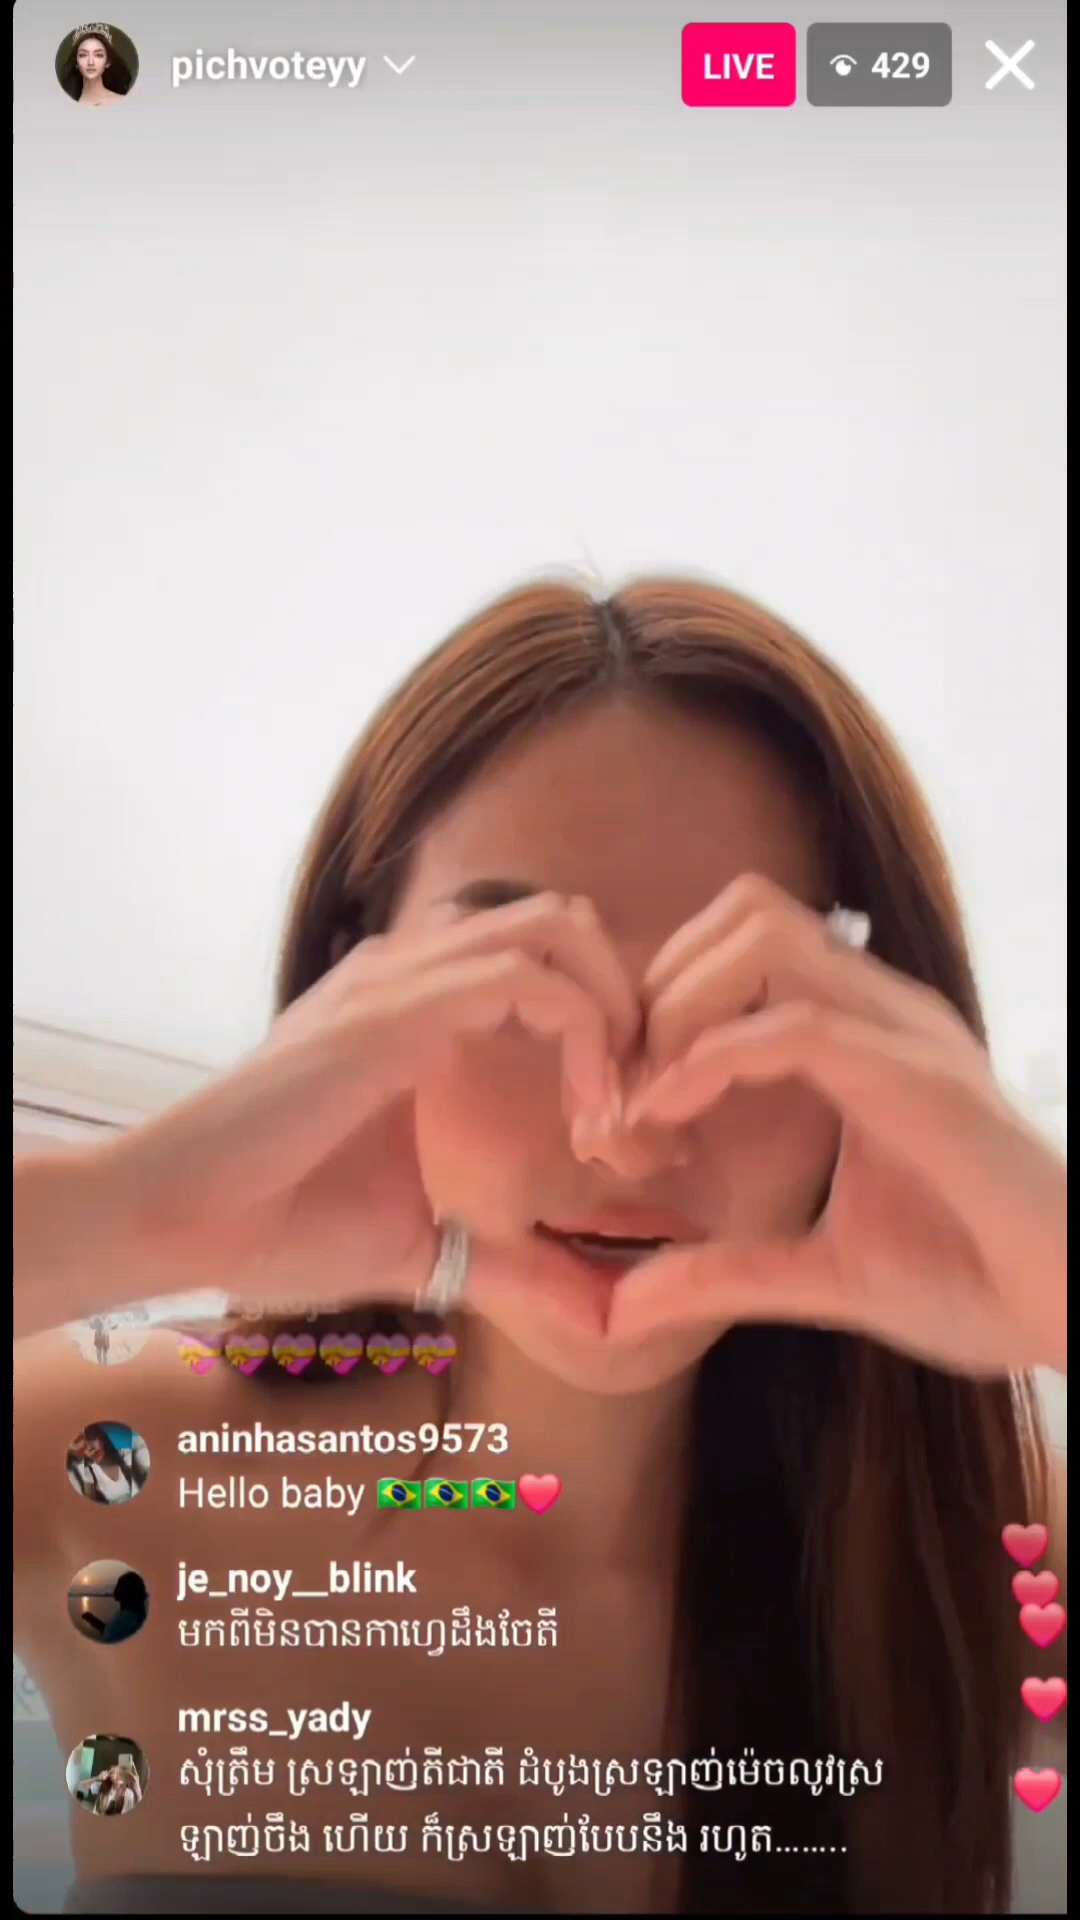 pichvoteyy
LIVE
429
aninhasantos9573
Hello baby 🇧🇷🇧🇷🇧🇷❤️
je_noy__blink
មកពីមិនបានកាហ្វេដឹងចែតី
mrss_yady
សុំត្រឹម ស្រឡាញ់តីជាតី ដំបូងស្រឡាញ់ម៉េចលូវស្រ
ឡាញ់ចឹង ហើយ ក៏ស្រឡាញ់បែបនឹង រហូត........